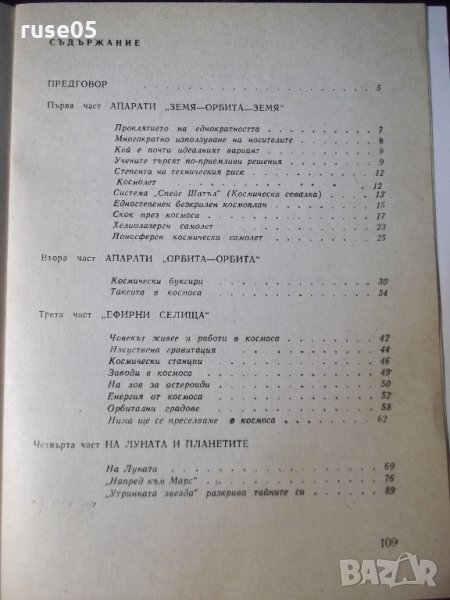 ruse05
СЪДЪРЖАНИЕ
ПРЕДГОВОР 5
Първа част АПАРАТИ „ЗЕМЯ—ОРБИТА—ЗЕМЯ“
Проклятието на еднократността 7
Многократно използуване на носителите 8
Кой е почти идеалният вариант 9
Учените търсят по-приемливи решения 9
Степента на техническия риск 12
Космолет 12
Система „Спейс Шатъл“ (Космическа совалка) 13
Едностепенен безкрилен космоплан 15
Скок през космоса 17
Хелиолазерен самолет 23
Йоносферен космически самолет 25
Втора част АПАРАТИ „ОРБИТА—ОРБИТА“
Космически буксири 30
Таксита в космоса 34
Трета част „ЕФИРНИ СЕЛИЩА“
Човекът живее и работи в космоса 42
Изкуствена гравитация 44
Космически станции 46
Заводи в космоса 49
На лов за астероиди 50
Енергия от космоса 52
Орбитални градове 58
Нима ще се преселваме в космоса 62
Четвърта част НА ЛУНАТА И ПЛАНЕТИТЕ
На Луната 69
„Напред към Марс“ 76
„Утринната звезда“ разкрива тайните си 89
109
BAZAR